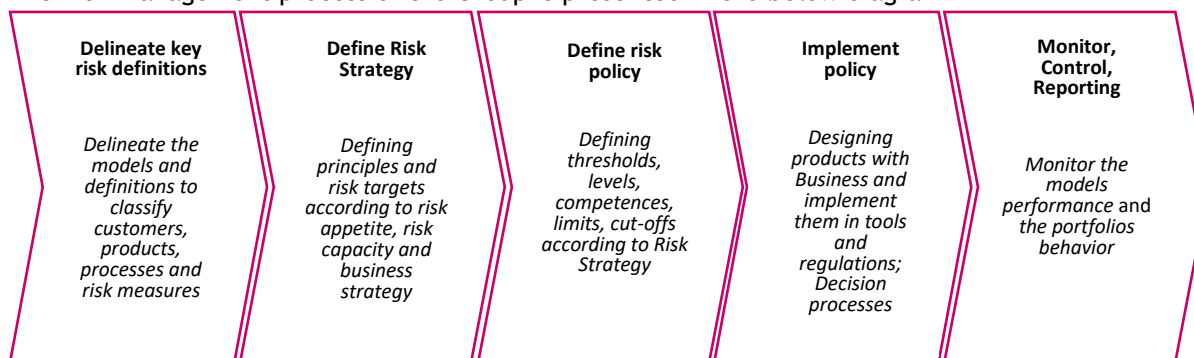 Delineate key
risk definitions
Delineate the
models and
definitions to
classify
customers,
products,
processes and
risk measures
Define Risk
Strategy
Defining
principles and
risk targets
according to risk
appetite, risk
capacity and
business
strategy
Define risk
policy
Defining
thresholds,
levels,
competences,
limits, cut-offs
according to Risk
Strategy
Implement
policy
Designing
products with
Business and
implement
them in tools
and
regulations;
Decision
processes
Monitor,
Control,
Reporting
Monitor the
models
performance and
the portfolios
behavior